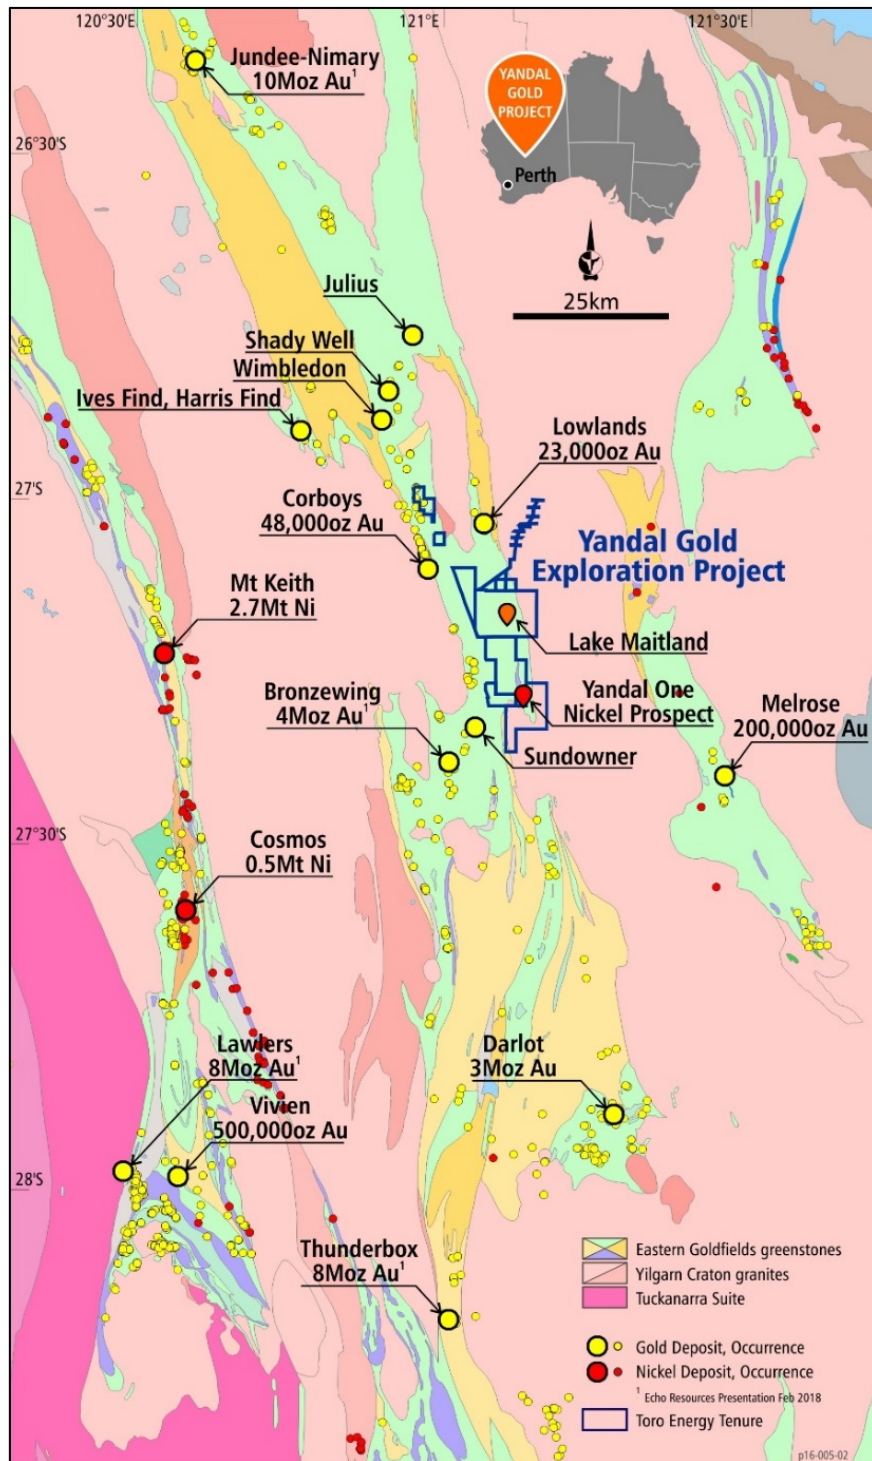 120°30'E
121°E
121°30'E
Jundee-Nimary
10Moz Au¹
YANDAL
GOLD
PROJECT
26°30'S
Perth
25km
Julius
Shady Well
Wimbledon
Ives Find, Harris Find
Lowlands
23,000oz Au
27°S
Corboys
48,000oz Au
Yandal Gold
Exploration Project
Mt Keith
2.7Mt Ni
Lake Maitland
Bronzewing
4Moz Au¹
Yandal One
Nickel Prospect
Melrose
200,000oz Au
Sundowner
27°30'S
Cosmos
0.5Mt Ni
Lawlers
8Moz Au¹
Darlot
3Moz Au
Vivien
500,000oz Au
28°S
Thunderbox
8Moz Au¹
Eastern Goldfields greenstones
Yilgarn Craton granites
Tuckanarra Suite
Gold Deposit, Occurrence
Nickel Deposit, Occurrence
¹ Echo Resources Presentation Feb 2018
Toro Energy Tenure
p16-005-02